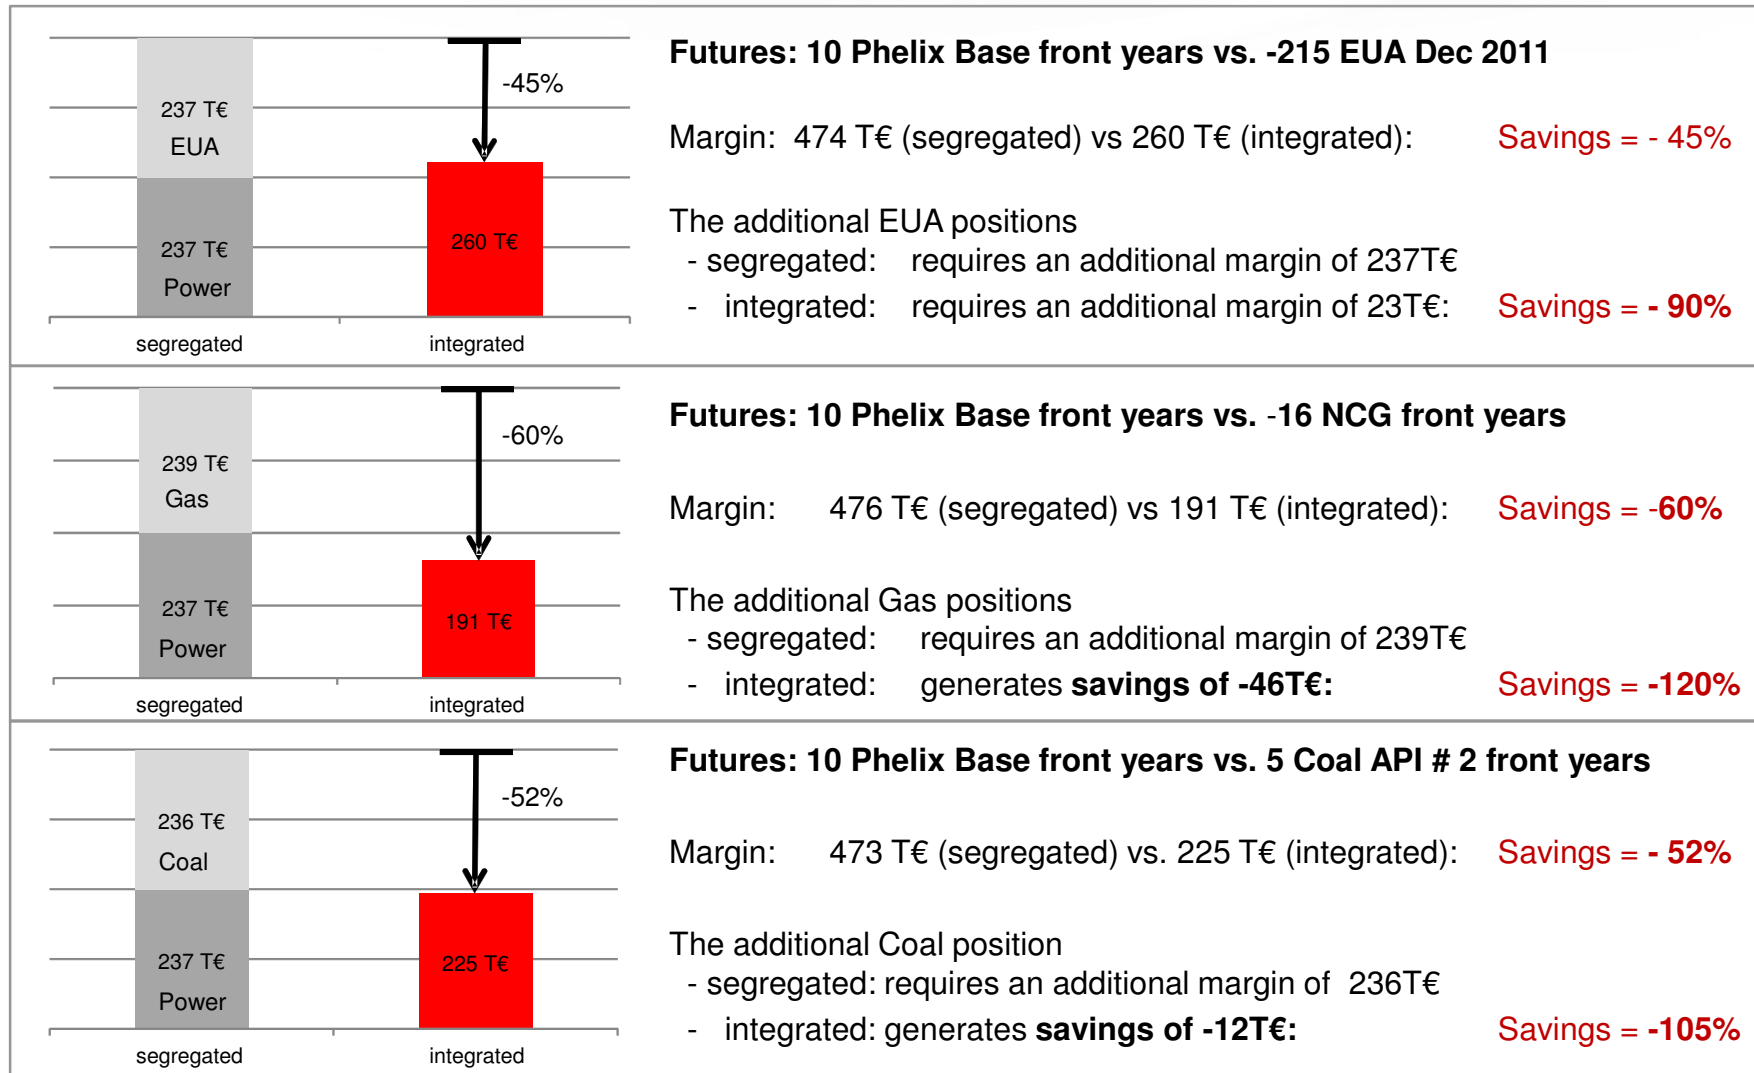 237 T€
EUA
237 T€
Power
-45%
260 T€
segregated
integrated
Futures: 10 Phelix Base front years vs. -215 EUA Dec 2011
Margin: 474 T€ (segregated) vs 260 T€ (integrated): Savings = - 45%
The additional EUA positions
- segregated: requires an additional margin of 237T€
- integrated: requires an additional margin of 23T€: Savings = - 90%
239 T€
Gas
237 T€
Power
-60%
191 T€
segregated
integrated
Futures: 10 Phelix Base front years vs. -16 NCG front years
Margin: 476 T€ (segregated) vs 191 T€ (integrated): Savings = -60%
The additional Gas positions
- segregated: requires an additional margin of 239T€
- integrated: generates savings of -46T€: Savings = -120%
236 T€
Coal
237 T€
Power
-52%
225 T€
segregated
integrated
Futures: 10 Phelix Base front years vs. 5 Coal API # 2 front years
Margin: 473 T€ (segregated) vs. 225 T€ (integrated): Savings = - 52%
The additional Coal position
- segregated: requires an additional margin of 236T€
- integrated: generates savings of -12T€: Savings = -105%